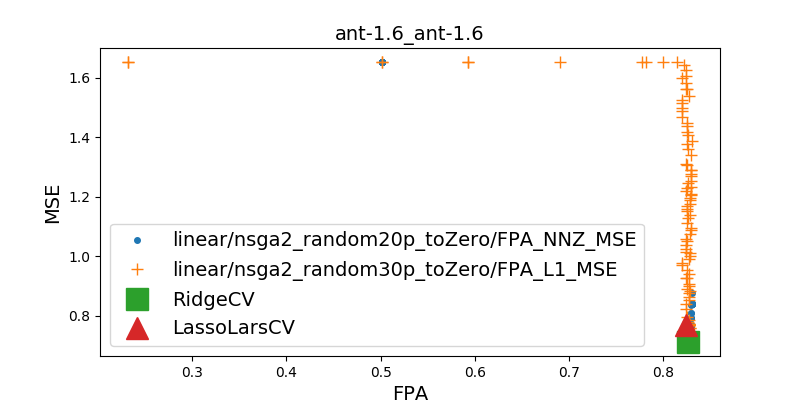 ant-1.6_ant-1.6
MSE
1.6
1.4
1.2
1.0
0.8
linear/nsga2_random20p_toZero/FPA_NNZ_MSE
linear/nsga2_random30p_toZero/FPA_L1_MSE
RidgeCV
LassoLarsCV
0.3 0.4 0.5 0.6 0.7 0.8
FPA